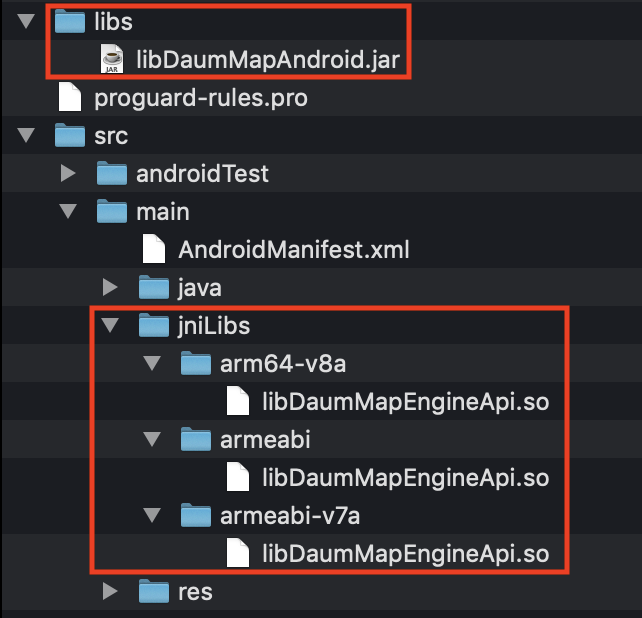 libs
JAR
libDaumMapAndroid.jar
proguard-rules.pro
src
androidTest
main
AndroidManifest.xml
java
jniLibs
arm64-v8a
libDaumMapEngineApi.so
armeabi
libDaumMapEngineApi.so
armeabi-v7a
libDaumMapEngineApi.so
res